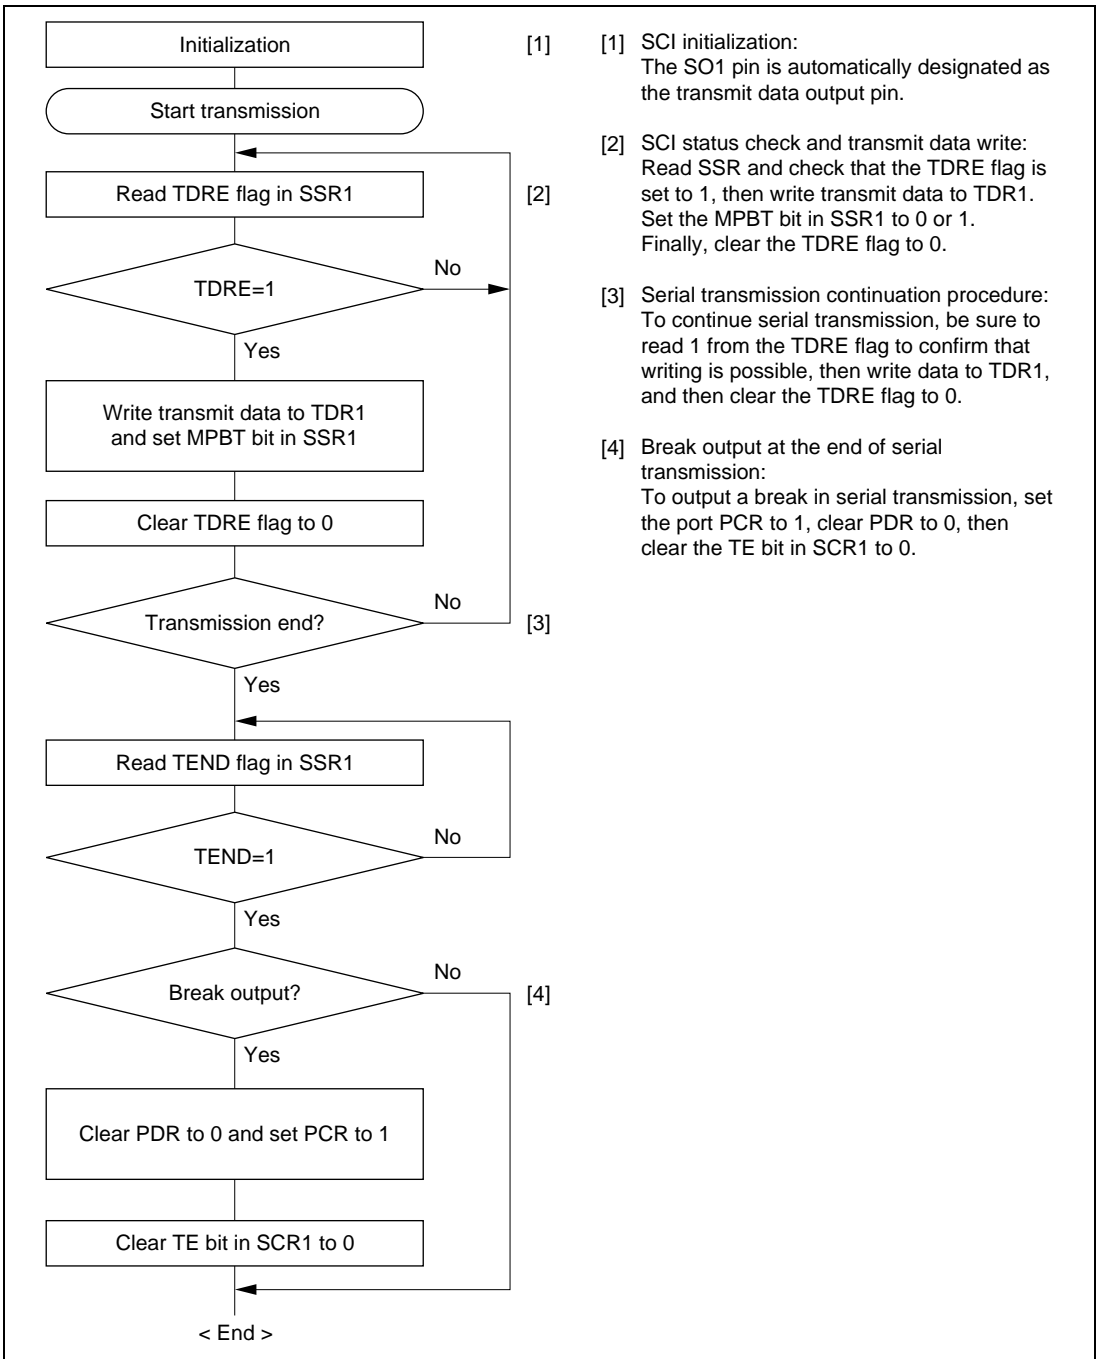 Initialization
[1]
Start transmission
Read TDRE flag in SSR1
[2]
TDRE=1
No
Yes
Write transmit data to TDR1
and set MPBT bit in SSR1
Clear TDRE flag to 0
Transmission end?
No
[3]
Yes
Read TEND flag in SSR1
TEND=1
No
Yes
Break output?
No
[4]
Yes
Clear PDR to 0 and set PCR to 1
Clear TE bit in SCR1 to 0
< End >
[1] SCI initialization:
The SO1 pin is automatically designated as
the transmit data output pin.
[2] SCI status check and transmit data write:
Read SSR and check that the TDRE flag is
set to 1, then write transmit data to TDR1.
Set the MPBT bit in SSR1 to 0 or 1.
Finally, clear the TDRE flag to 0.
[3] Serial transmission continuation procedure:
To continue serial transmission, be sure to
read 1 from the TDRE flag to confirm that
writing is possible, then write data to TDR1,
and then clear the TDRE flag to 0.
[4] Break output at the end of serial
transmission:
To output a break in serial transmission, set
the port PCR to 1, clear PDR to 0, then
clear the TE bit in SCR1 to 0.